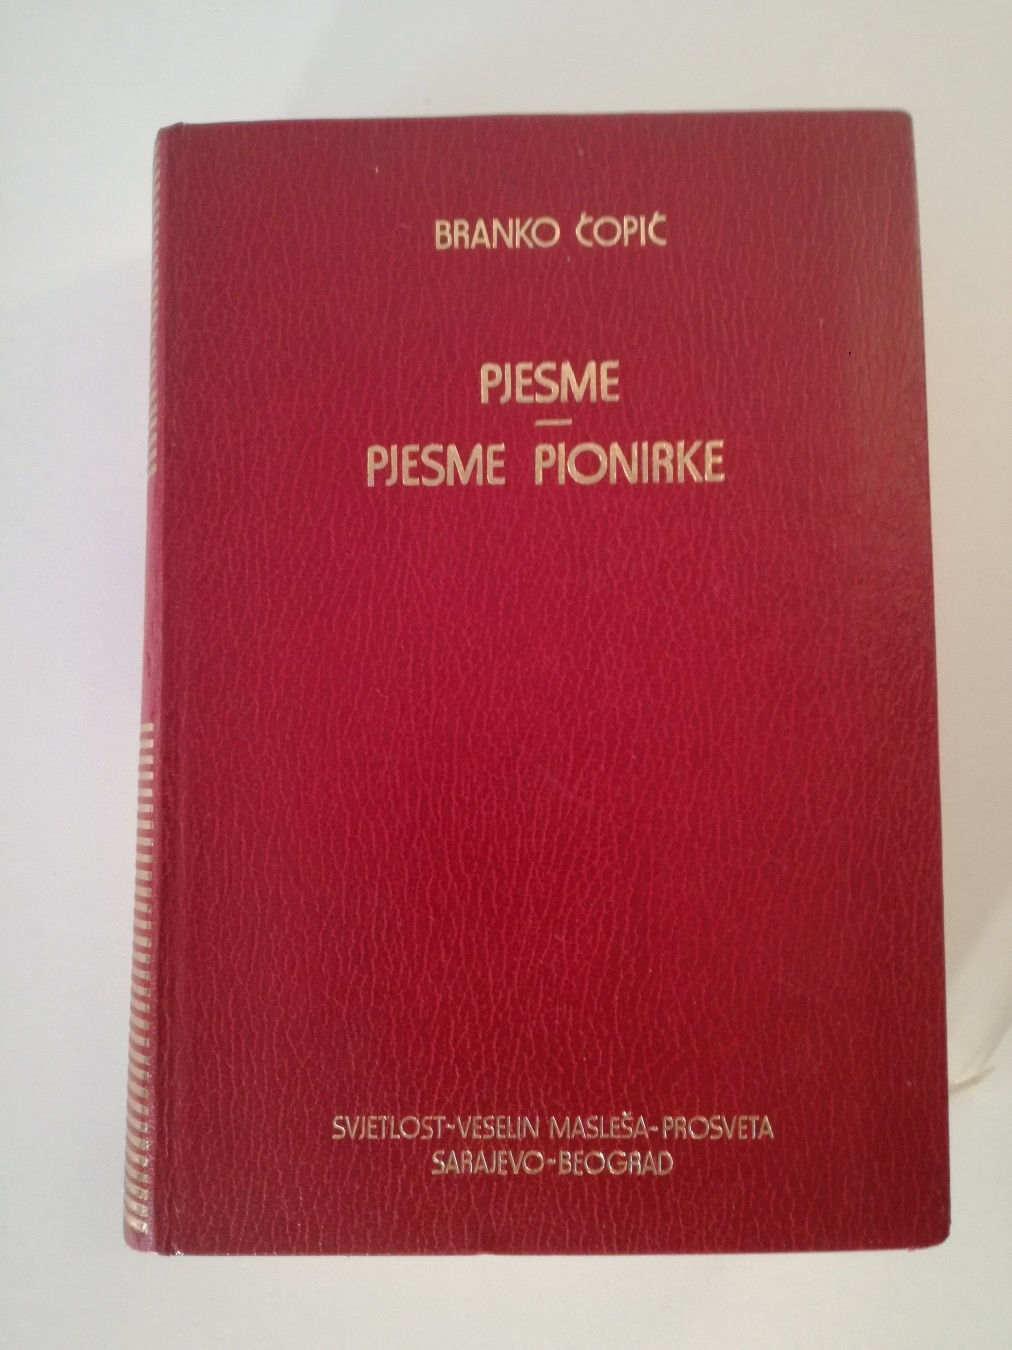 BRANKO ĆOPIĆ
PJESME
—
PJESME PIONIRKE
SVJETLOST-VESELIN MASLEŠA-PROSVETA
SARAJEVO-BEOGRAD